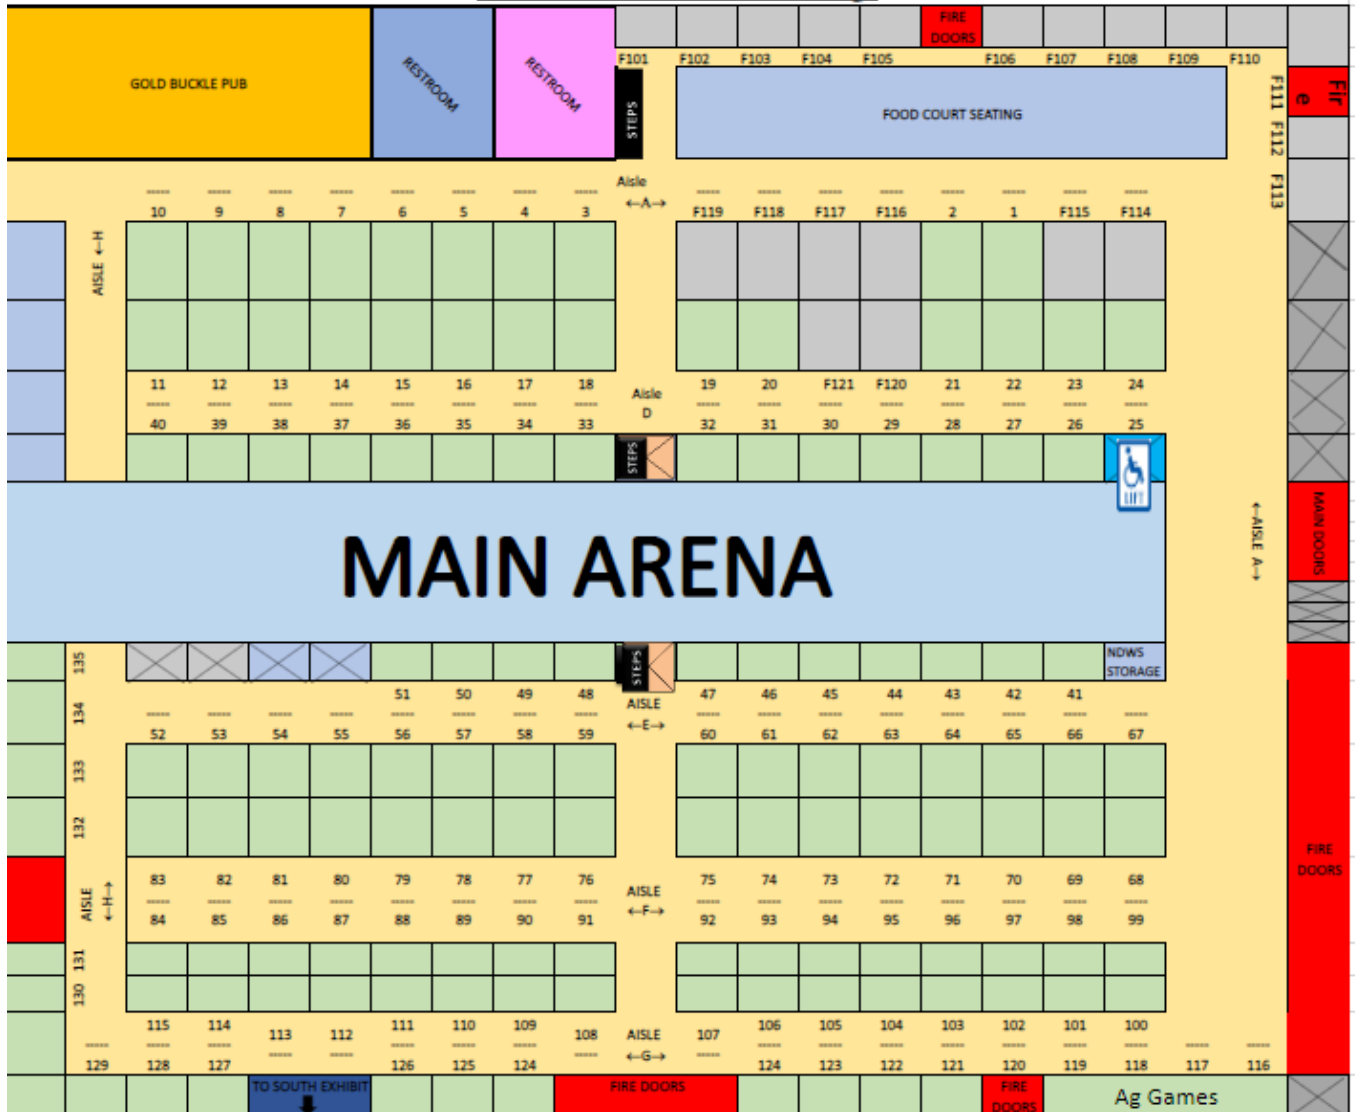 FIRE
DOORS
GOLD BUCKLE PUB
RESTROOM
RESTROOM
F101 F102 F103 F104 F105 F106 F107 F108 F109 F110
STEPS
FOOD COURT SEATING
F111 F112 F113
Fir
e
Aisle
←A→
10 9 8 7 6 5 4 3 F119 F118 F117 F116 2 1 F115 F114
AISLE ←H
11 12 13 14 15 16 17 18 19 20 F121 F120 21 22 23 24
Aisle
D
40 39 38 37 36 35 34 33 32 31 30 29 28 27 26 25
STEPS
LIFT
MAIN ARENA
←AISLE A→
MAIN DOORS
135
STEPS
NDWS
STORAGE
134
51 50 49 48 47 46 45 44 43 42 41
AISLE
←E→
52 53 54 55 56 57 58 59 60 61 62 63 64 65 66 67
133
132
FIRE
DOORS
83 82 81 80 79 78 77 76 75 74 73 72 71 70 69 68
AISLE
←H→
AISLE
←F→
84 85 86 87 88 89 90 91 92 93 94 95 96 97 98 99
131
130
115 114 113 112 111 110 109 108 107 106 105 104 103 102 101 100
AISLE
←G→
129 128 127 126 125 124 124 123 122 121 120 119 118 117 116
TO SOUTH EXHIBIT
FIRE DOORS
FIRE
DOORS
Ag Games